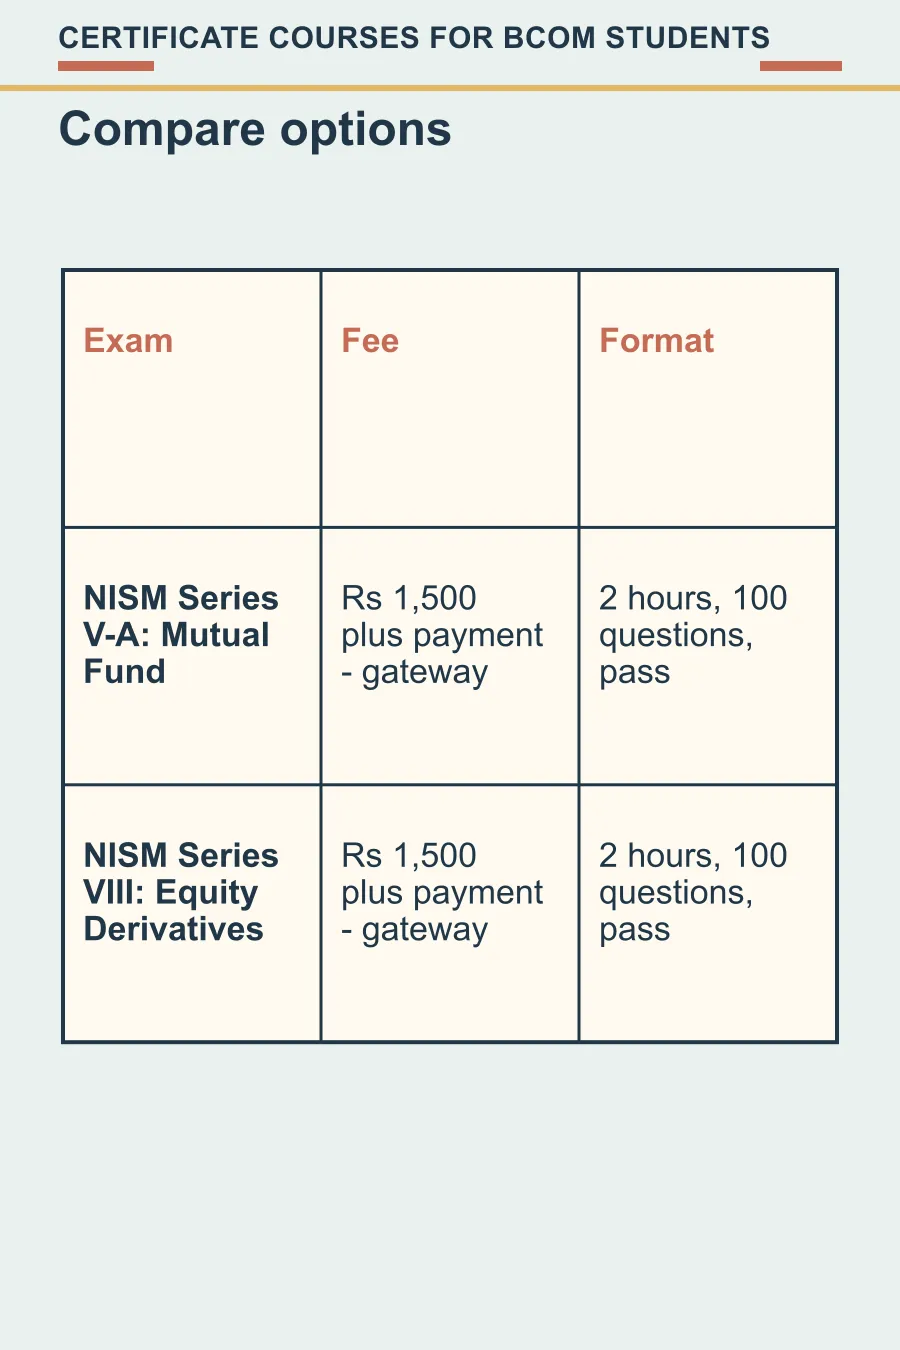 CERTIFICATE COURSES FOR BCOM STUDENTS
Compare options
Exam
Fee
Format
NISM Series
V-A: Mutual
Fund
Rs 1,500
plus payment
- gateway
2 hours, 100
questions,
pass
NISM Series
VIII: Equity
Derivatives
Rs 1,500
plus payment
- gateway
2 hours, 100
questions,
pass